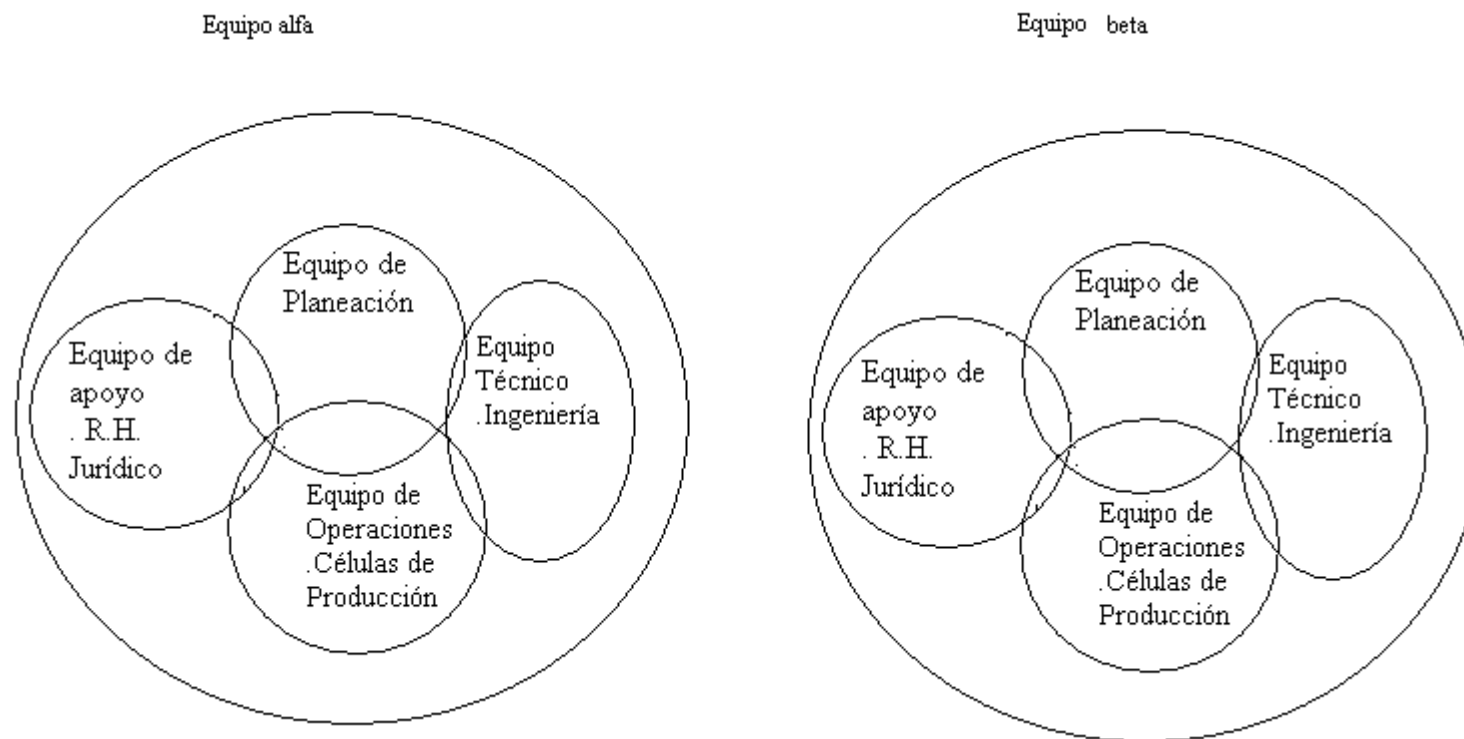 Equipo alfa
Equipo de
Planeación
Equipo de
apoyo
. R.H.
Jurídico
Equipo
Técnico
.Ingeniería
Equipo de
Operaciones
.Células de
Producción
Equipo beta
Equipo de
Planeación
Equipo de
apoyo
. R.H.
Jurídico
Equipo
Técnico
.Ingeniería
Equipo de
Operaciones
.Células de
Producción